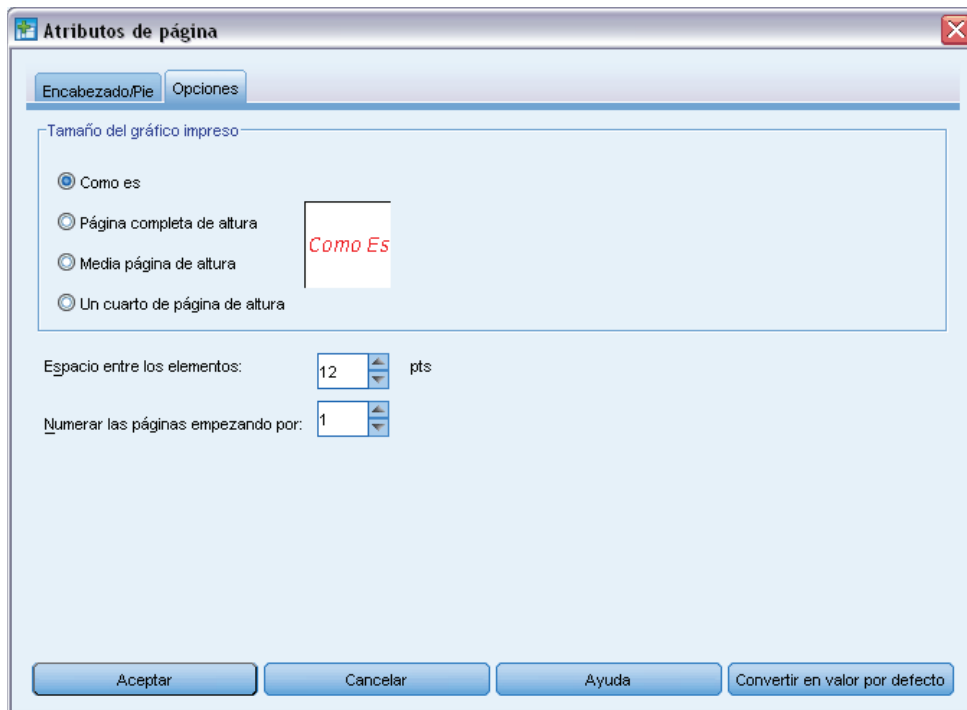 Atributos de página
Encabezado/Pie Opciones
Tamaño del gráfico impreso
Como es
Página completa de altura
Como Es
Media página de altura
Un cuarto de página de altura
Espacio entre los elementos: 12 pts
Numerar las páginas empezando por: 1
Aceptar Cancelar Ayuda Convertir en valor por defecto